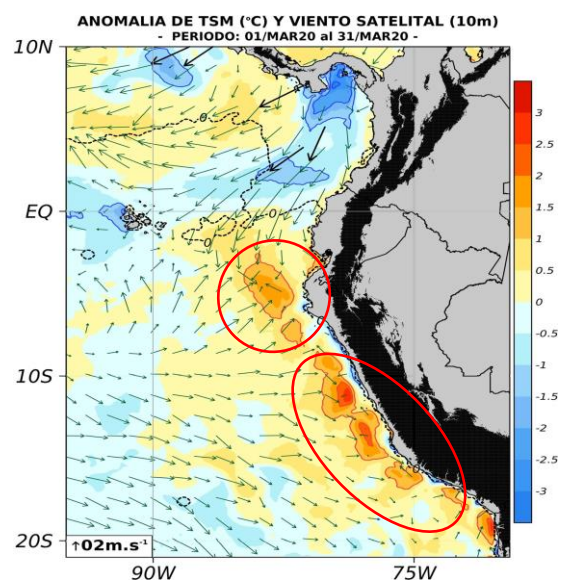 ANOMALIA DE TSM (°C) Y VIENTO SATELITAL (10m)
- PERIODO: 01/MAR20 al 31/MAR20 -
10N
EQ
10S
20S
90W
75W
↑02m.s⁻¹
0
0
0
0
0
3
2.5
2
1.5
1
0.5
0
-0.5
-1
-1.5
-2
-2.5
-3